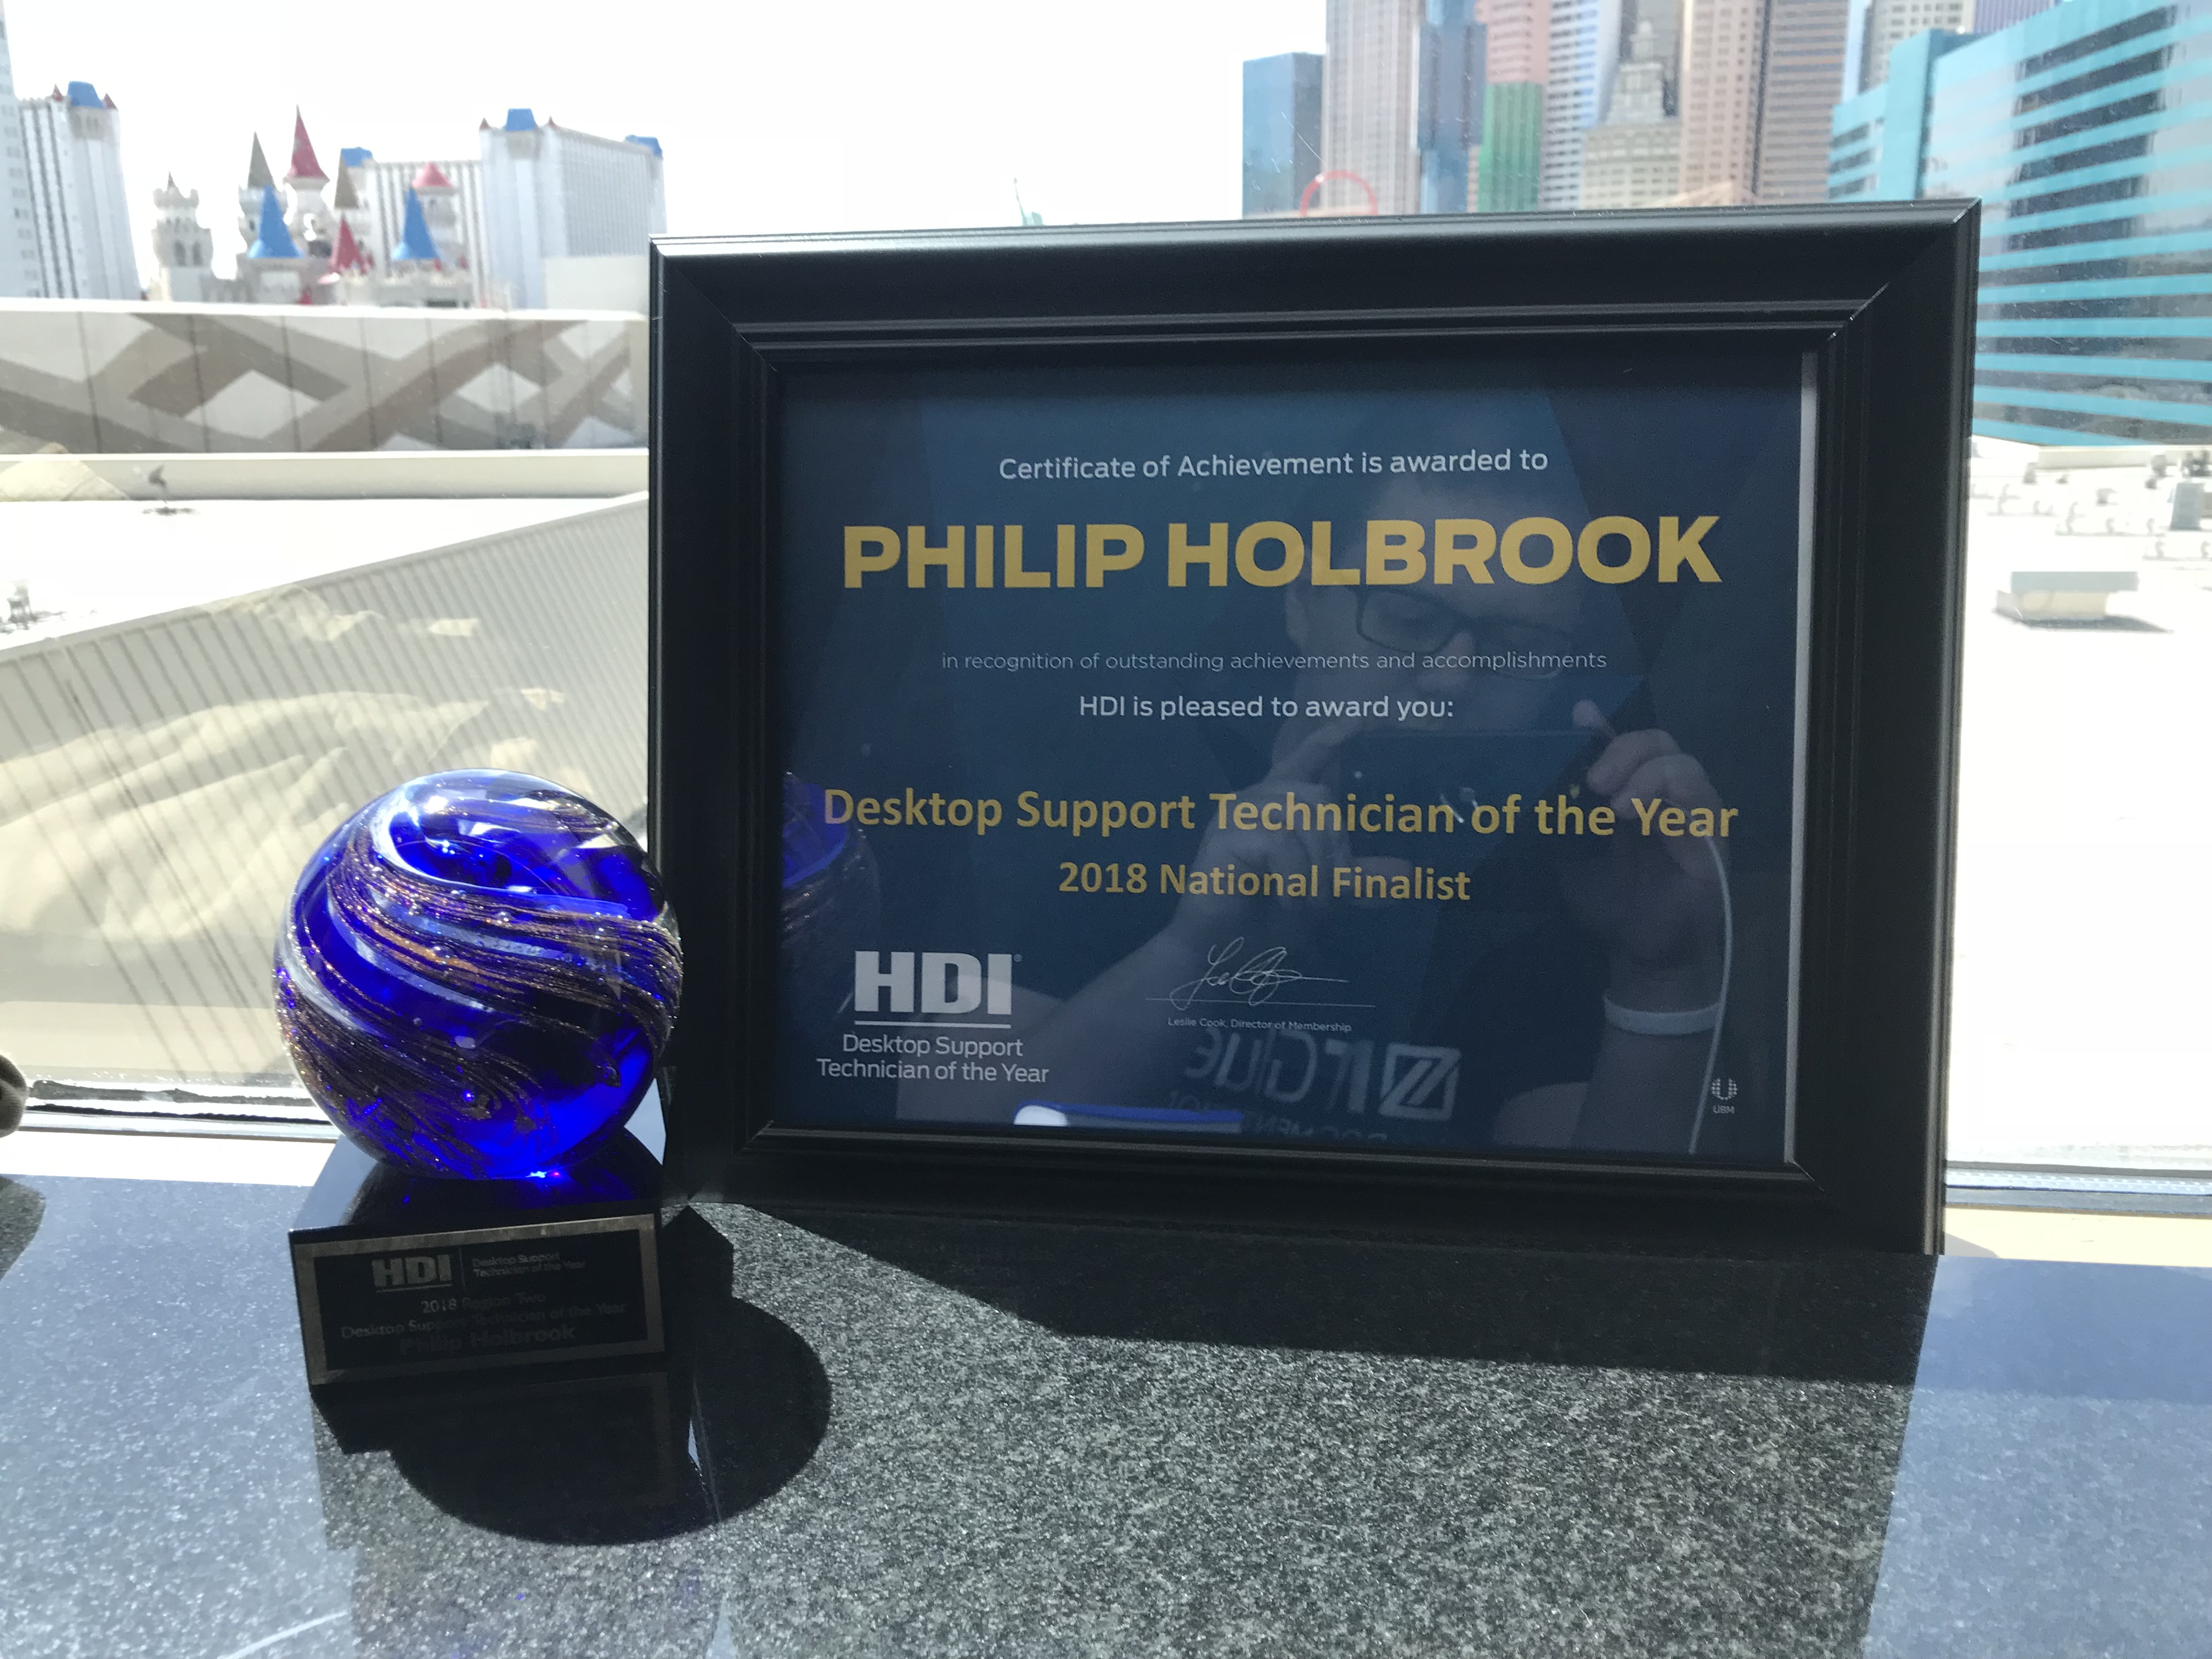 Certificate of Achievement is awarded to
PHILIP HOLBROOK
in recognition of outstanding achievements and accomplishments
HDI is pleased to award you:
Desktop Support Technician of the Year
2018 National Finalist
HDI®
Desktop Support
Technician of the Year
Leslie Cook, Director of Membership
UBM
HDI
Desktop Support
Technician of the Year
2018 Region Two
Desktop Support Technician of the Year
Philip Holbrook